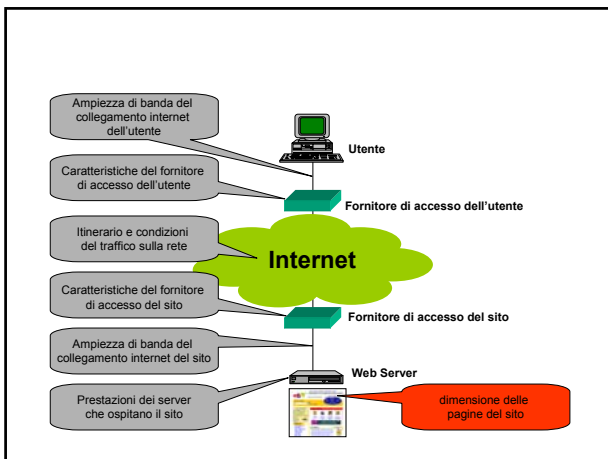 Ampiezza di banda del
collegamento internet
dell'utente
Utente
Caratteristiche del fornitore
di accesso dell'utente
Fornitore di accesso dell'utente
Itinerario e condizioni
del traffico sulla rete
Internet
Caratteristiche del fornitore
di accesso del sito
Fornitore di accesso del sito
Ampiezza di banda del
collegamento internet del sito
Web Server
Prestazioni dei server
che ospitano il sito
dimensione delle
pagine del sito